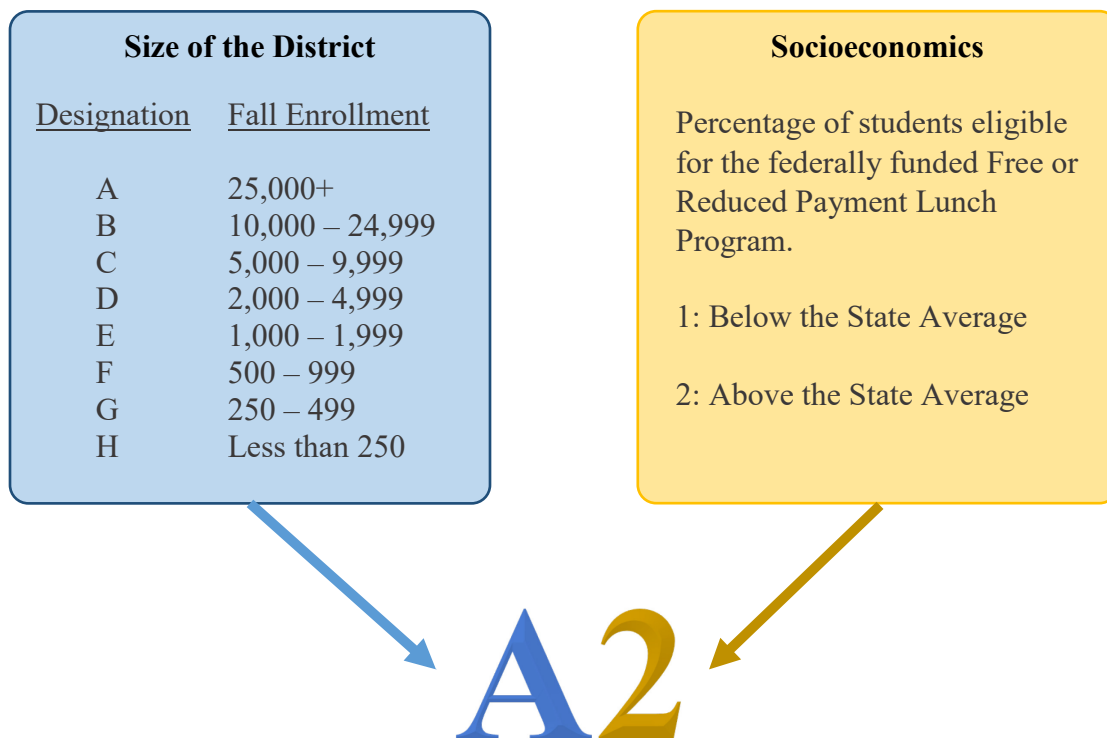 Size of the District
Designation Fall Enrollment
A 25,000+
B 10,000 – 24,999
C 5,000 – 9,999
D 2,000 – 4,999
E 1,000 – 1,999
F 500 – 999
G 250 – 499
H Less than 250
Socioeconomics
Percentage of students eligible
for the federally funded Free or
Reduced Payment Lunch
Program.
1: Below the State Average
2: Above the State Average
A2